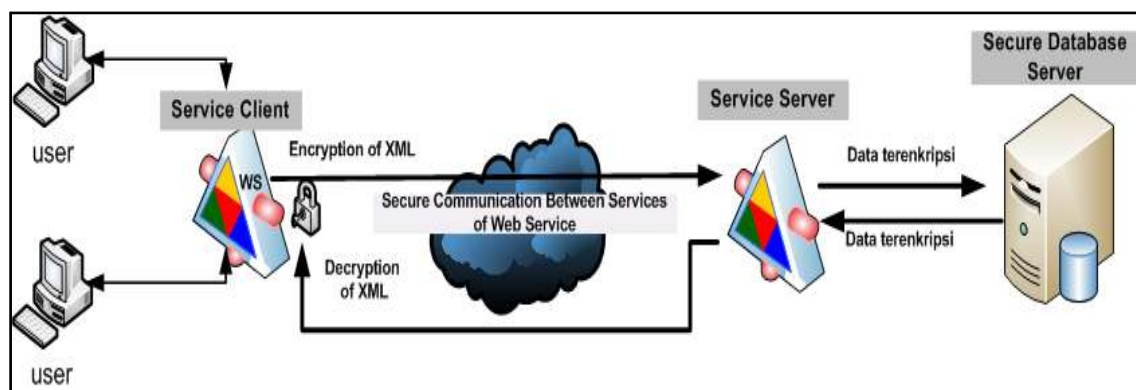 user
Service Client
WS
Encryption of XML
Secure Communication Between Services
of Web Service
Decryption
of XML
Service Server
Data terenkripsi
Data terenkripsi
Secure Database
Server
user